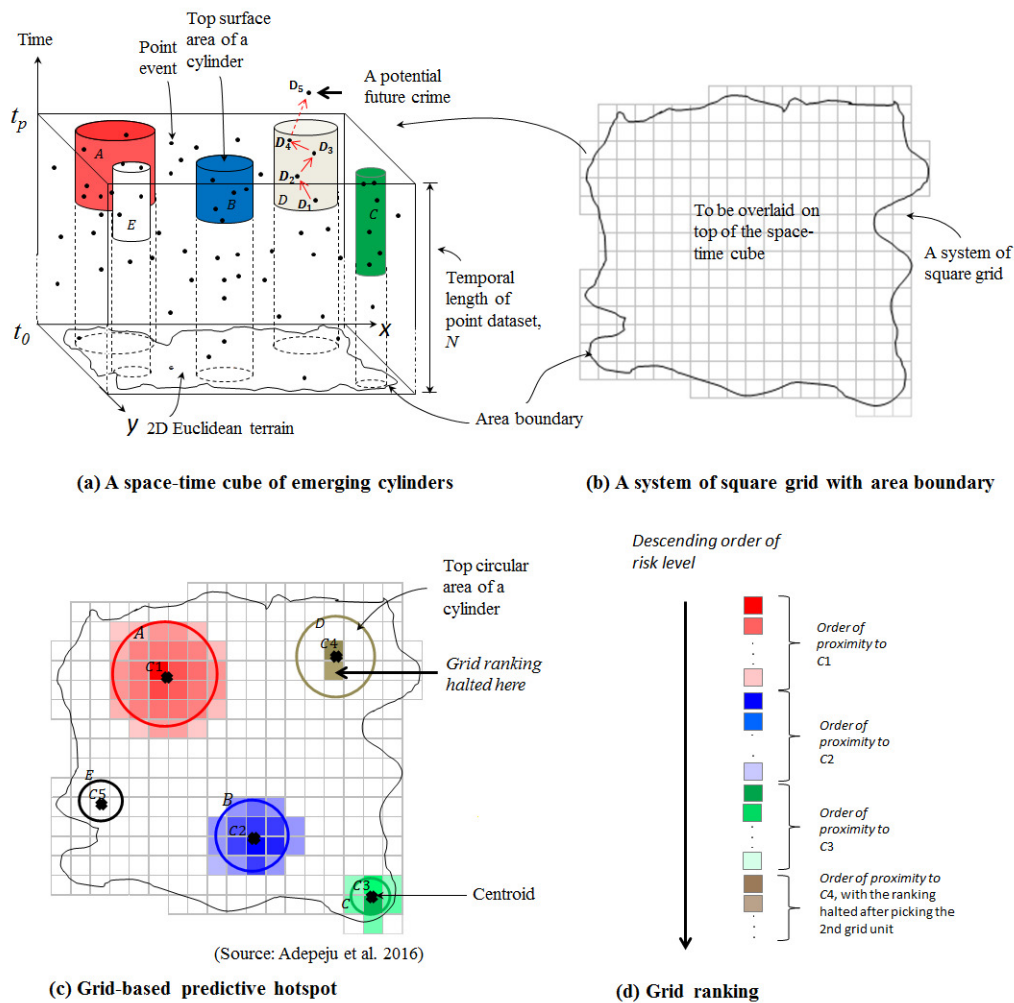 Time
Point
event
Top surface
area of a
cylinder
D5
A potential
future crime
tp
A
E
B
D4
D3
D2
D
D1
C
Temporal
length of
point dataset,
N
t0
x
y
2D Euclidean terrain
Area boundary
To be overlaid on
top of the space-
time cube
A system of
square grid
(a) A space-time cube of emerging cylinders
(b) A system of square grid with area boundary
Top circular
area of a
cylinder
A
C1
D
C4
Grid ranking
halted here
E
C5
B
C2
C3
C
Centroid
(Source: Adepeju et al. 2016)
(c) Grid-based predictive hotspot
Descending order of
risk level
Order of
proximity to
C1
Order of
proximity to
C2
Order of
proximity to
C3
Order of proximity to
C4, with the ranking
halted after picking the
2nd grid unit
(d) Grid ranking